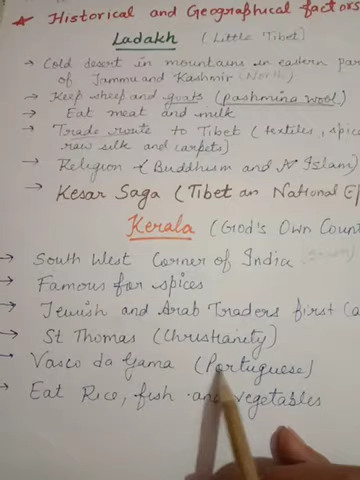 ★ Historical and Geographical factors
Ladakh (Little Tibet)
→ Cold desert in mountains in eastern par
of Jammu and Kashmir (North)
→ Keep sheep and goats (pashmina wool)
→ Eat meat and milk
→ Trade route to Tibet (textiles, spice
raw silk and carpets)
→ Religion → (Buddhism and Islam)
→ Kesar Saga (Tibet an National Ep
Kerala (God's Own Count
→ South West Corner of India
→ Famous for spices
→ Jewish and Arab Traders first (a
→ St Thomas (Christianity)
→ Vasco da Gama (Portuguese)
→ Eat Rice, fish and vegetables